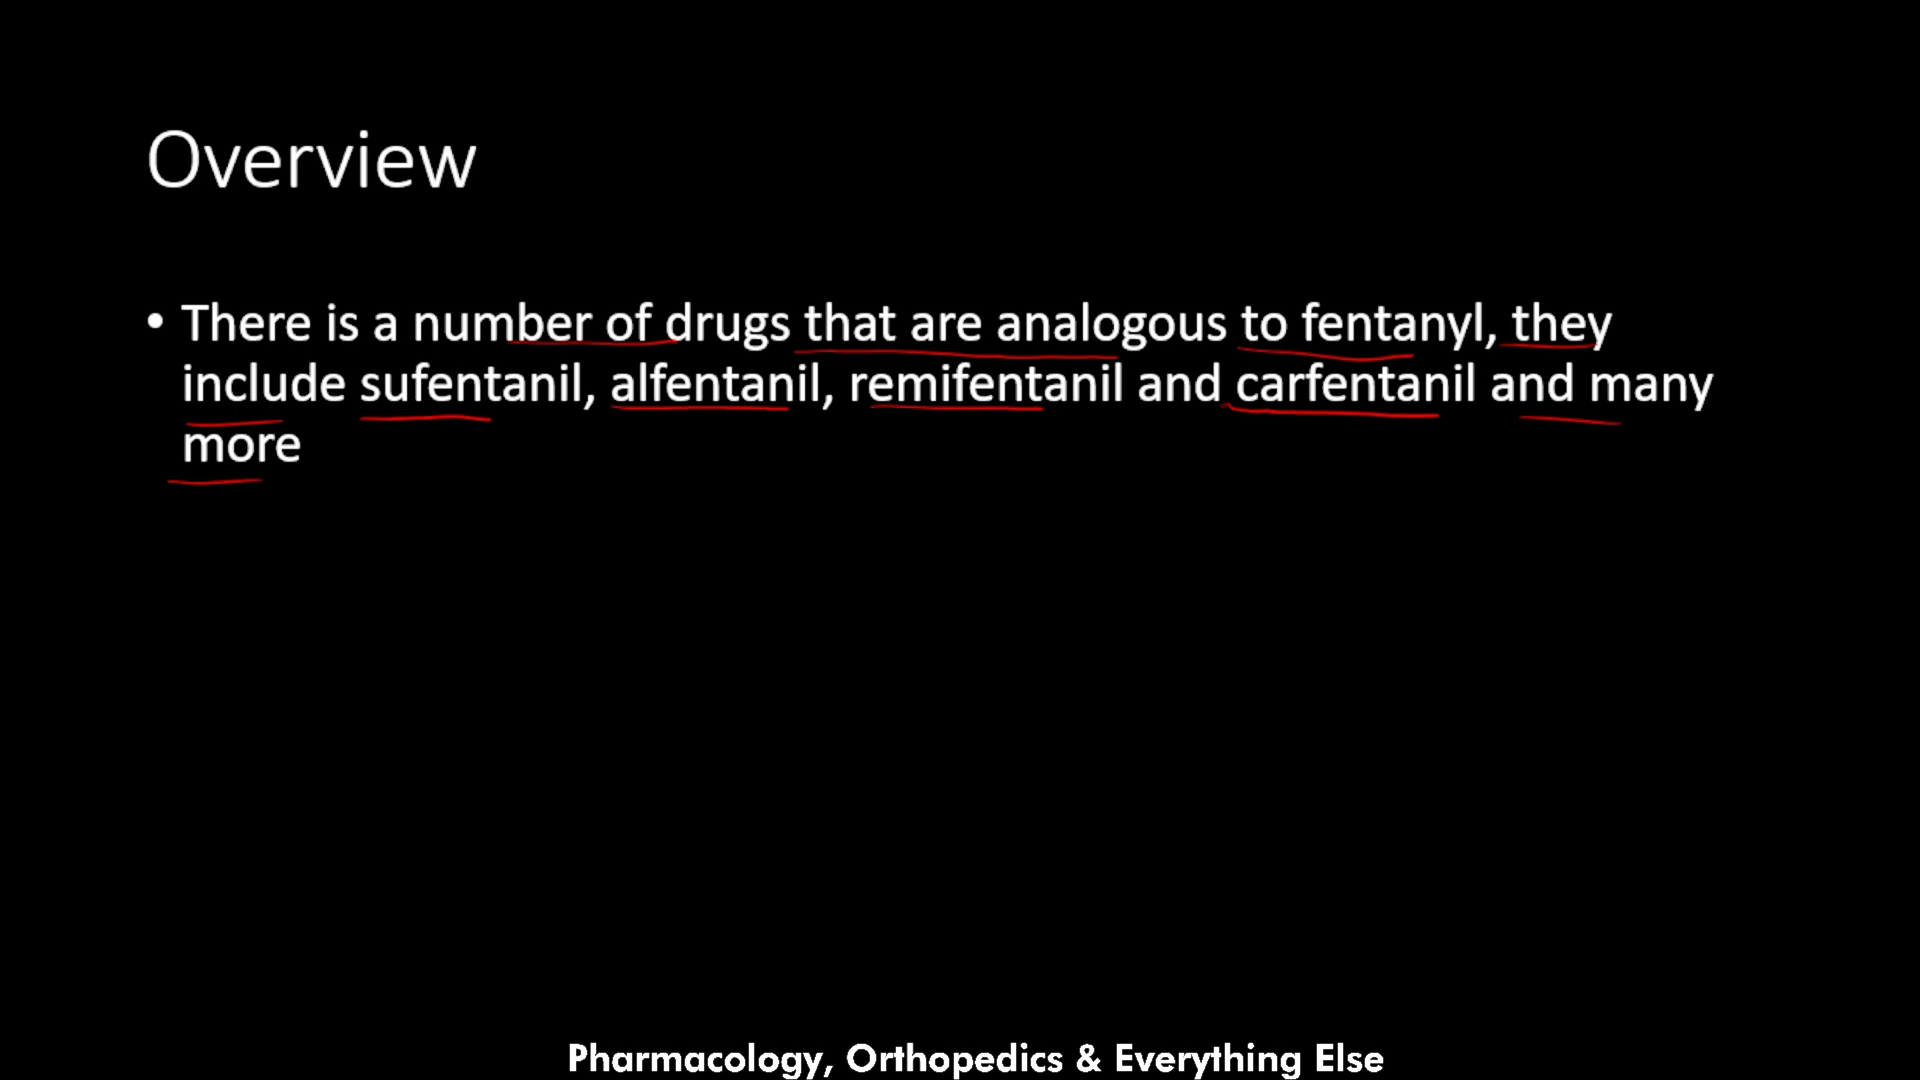 Overview
• There is a number of drugs that are analogous to fentanyl, they
include sufentanil, alfentanil, remifentanil and carfentanil and many
more
Pharmacology, Orthopedics & Everything Else